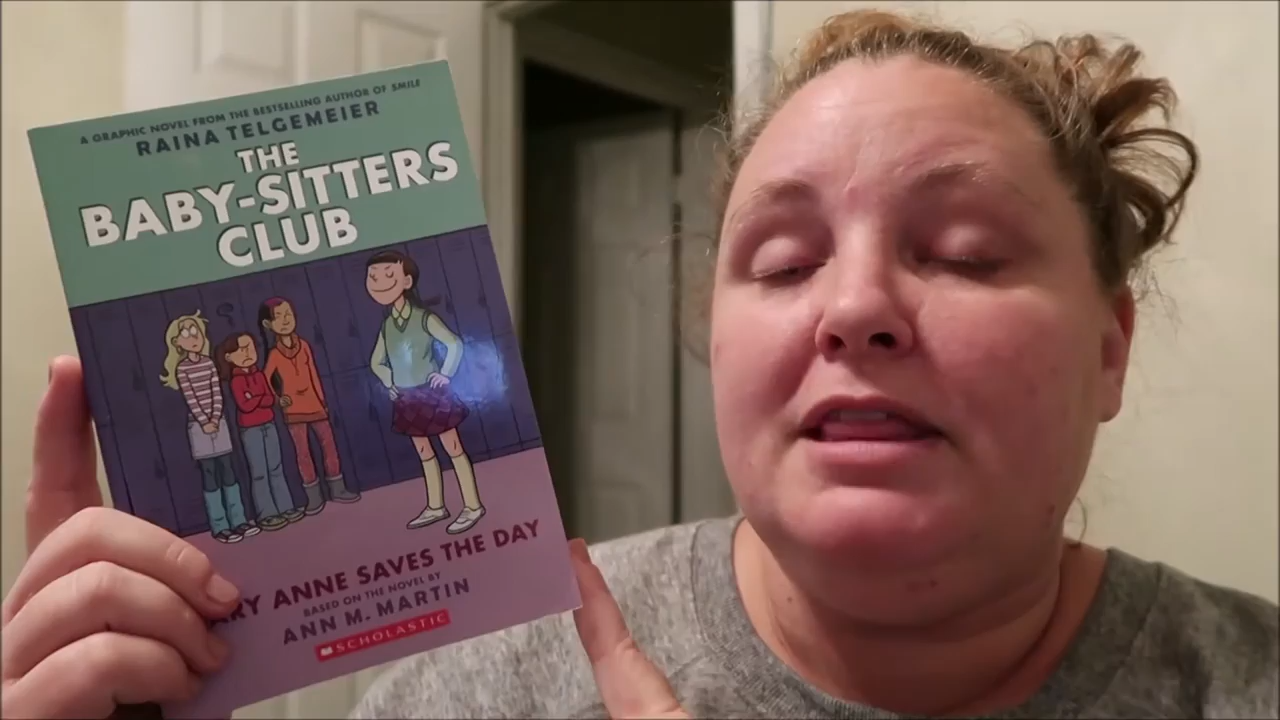 A GRAPHIC NOVEL FROM THE BESTSELLING AUTHOR OF SMILE
RAINA TELGEMEIER
THE
BABY-SITTERS
CLUB
?
ARY ANNE SAVES THE DAY
BASED ON THE NOVEL BY
ANN M. MARTIN
SCHOLASTIC